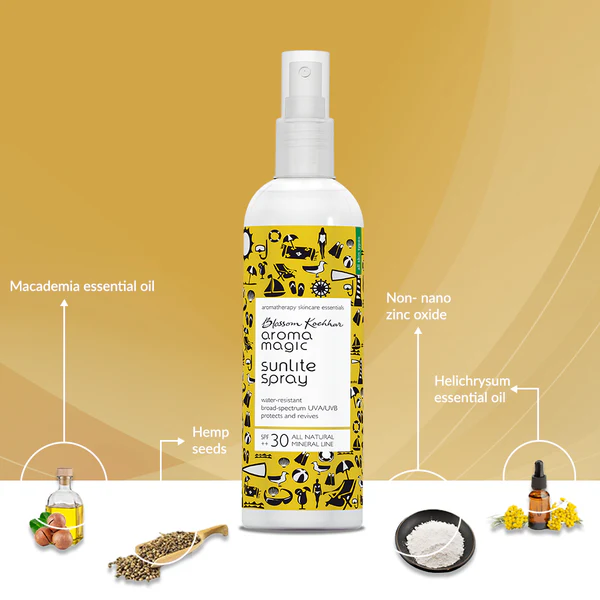 Macademia essential oil
Non- nano
zinc oxide
Helichrysum
essential oil
Hemp
seeds
aromatherapy skincare essentials
Blossom Kochhar
aroma
magic
sunlite
spray
water-resistant
broad-spectrum UVA/UVB
protects and revives
SPF
30
++
ALL NATURAL
MINERAL LINE